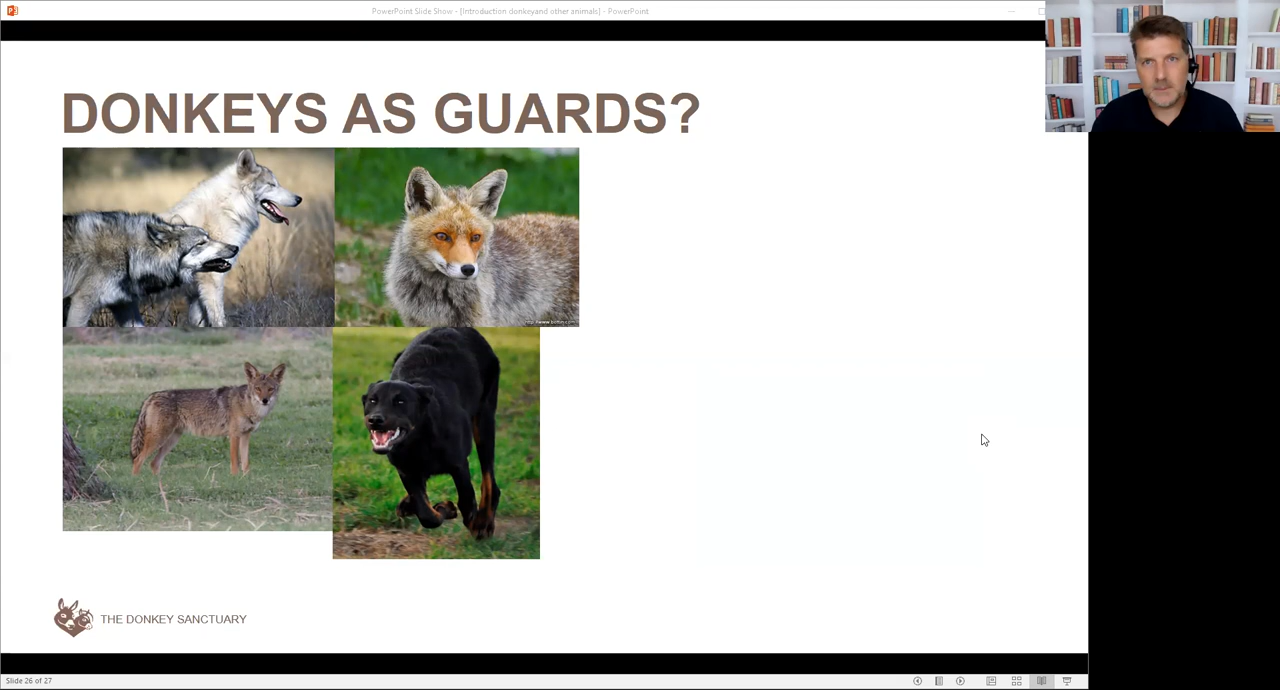 PowerPoint Slide Show - [Introduction donkeyand other animals] - PowerPoint
DONKEYS AS GUARDS?
THE DONKEY SANCTUARY
Slide 26 of 27